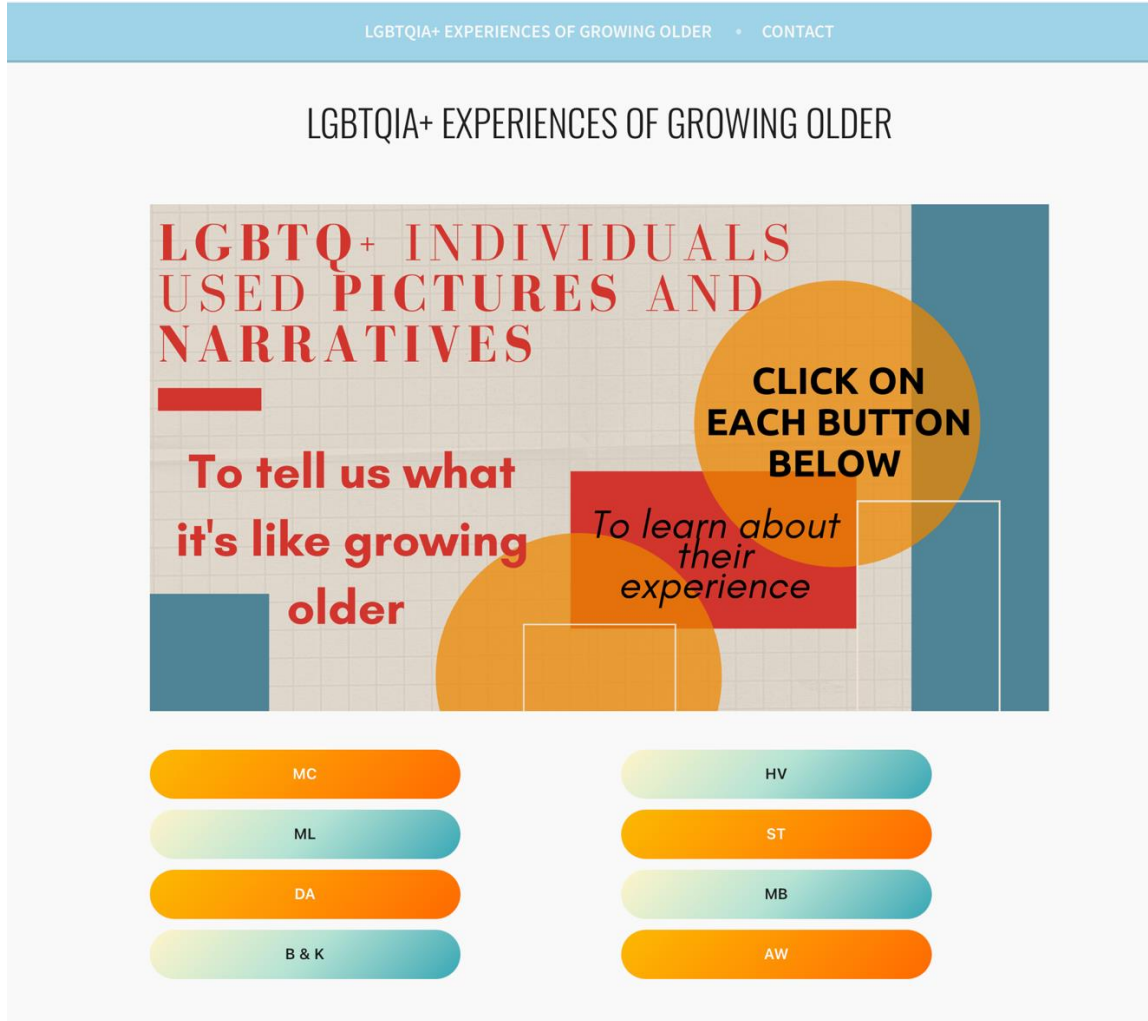 LGBTQIA+ EXPERIENCES OF GROWING OLDER • CONTACT
LGBTQIA+ EXPERIENCES OF GROWING OLDER
LGBTQ+ INDIVIDUALS
USED PICTURES AND
NARRATIVES
To tell us what
it's like growing
older
CLICK ON
EACH BUTTON
BELOW
To learn about
their
experience
MC
ML
DA
B & K
HV
ST
MB
AW